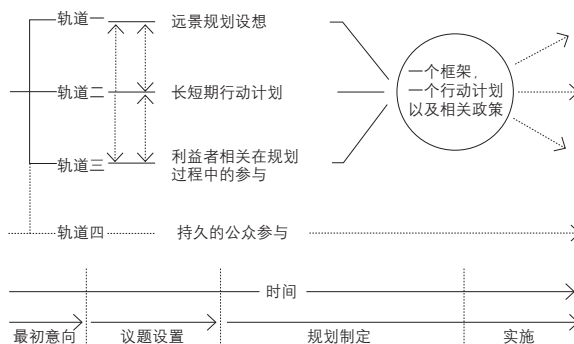 轨道一
远景规划设想
轨道二
长短期行动计划
一个框架，
一个行动计划
以及相关政策
轨道三
利益者相关在规划
过程中的参与
轨道四
持久的公众参与
时间
最初意向
议题设置
规划制定
实施